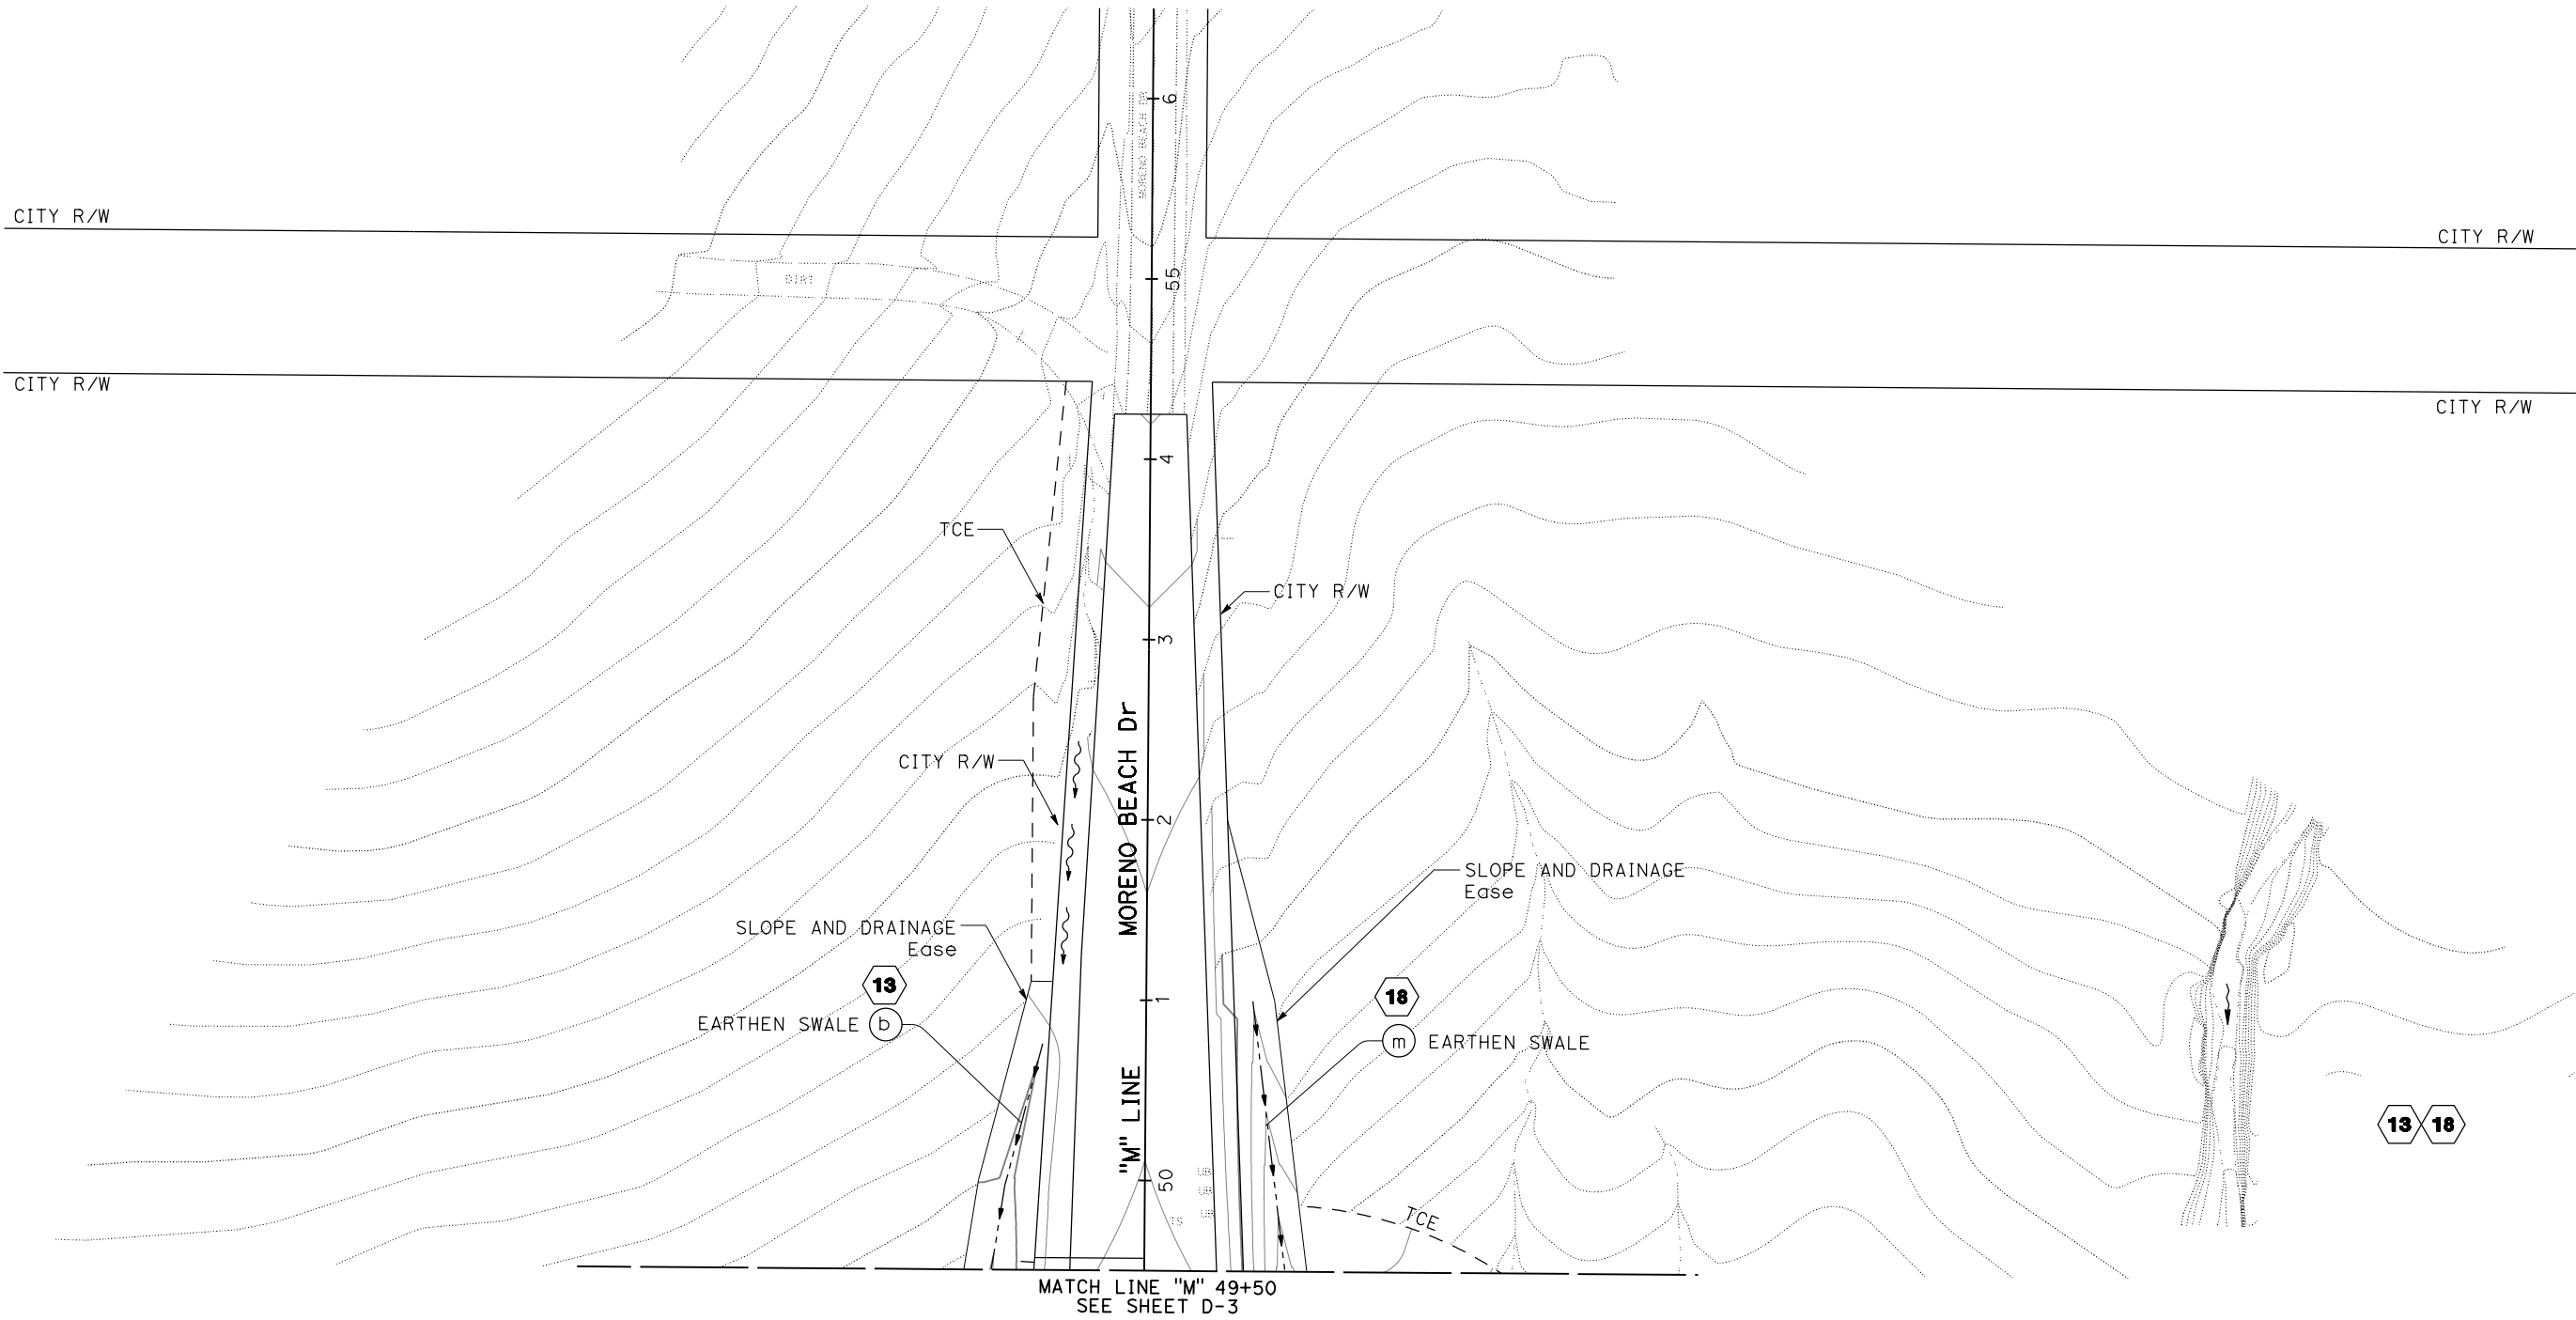 6
MORENO BEACH DR
CITY R/W
CITY R/W
DIRT
55
CITY R/W
CITY R/W
4
TCE
CITY R/W
3
MORENO BEACH Dr
CITY R/W
2
SLOPE AND DRAINAGE
Ease
SLOPE AND DRAINAGE
Ease
13
18
1
EARTHEN SWALE b
m EARTHEN SWALE
"M" LINE
13 18
50
TCE
MATCH LINE "M" 49+50
SEE SHEET D-3